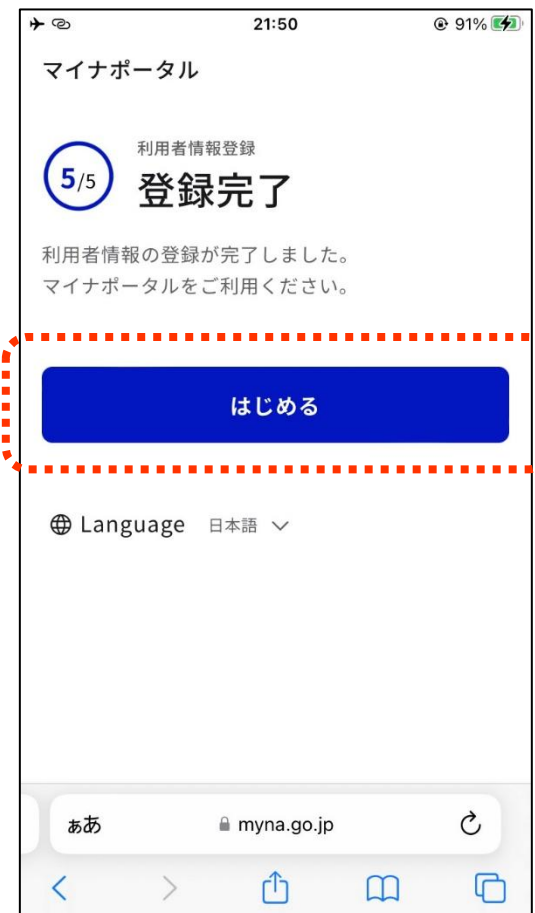 21:50
91%
マイナポータル
利用者情報登録
5/5
登録完了
利用者情報の登録が完了しました。
マイナポータルをご利用ください。
はじめる
Language 日本語
ぁあ myna.go.jp